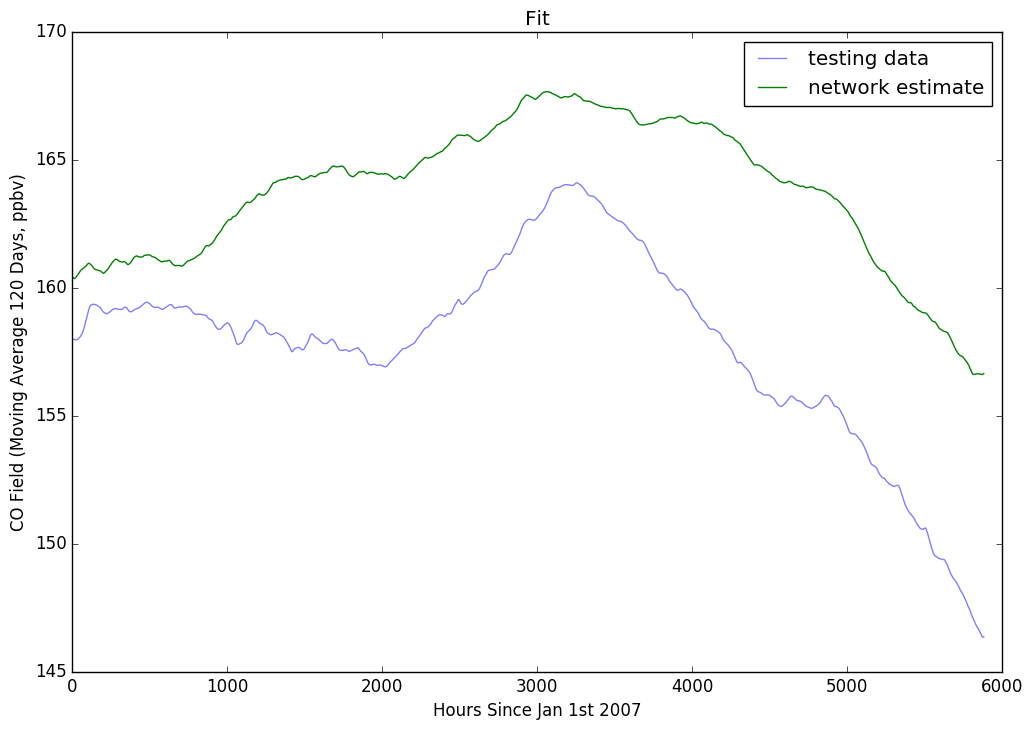 Fit
testing data
network estimate
CO Field (Moving Average 120 Days, ppbv)
170
165
160
155
150
145
0 1000 2000 3000 4000 5000 6000
Hours Since Jan 1st 2007